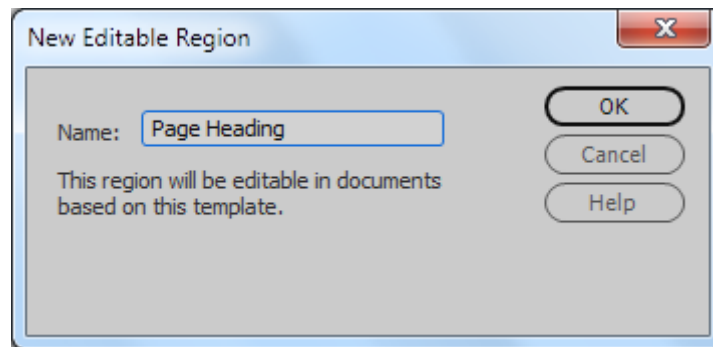 New Editable Region
Name: Page Heading
This region will be editable in documents
based on this template.
OK
Cancel
Help